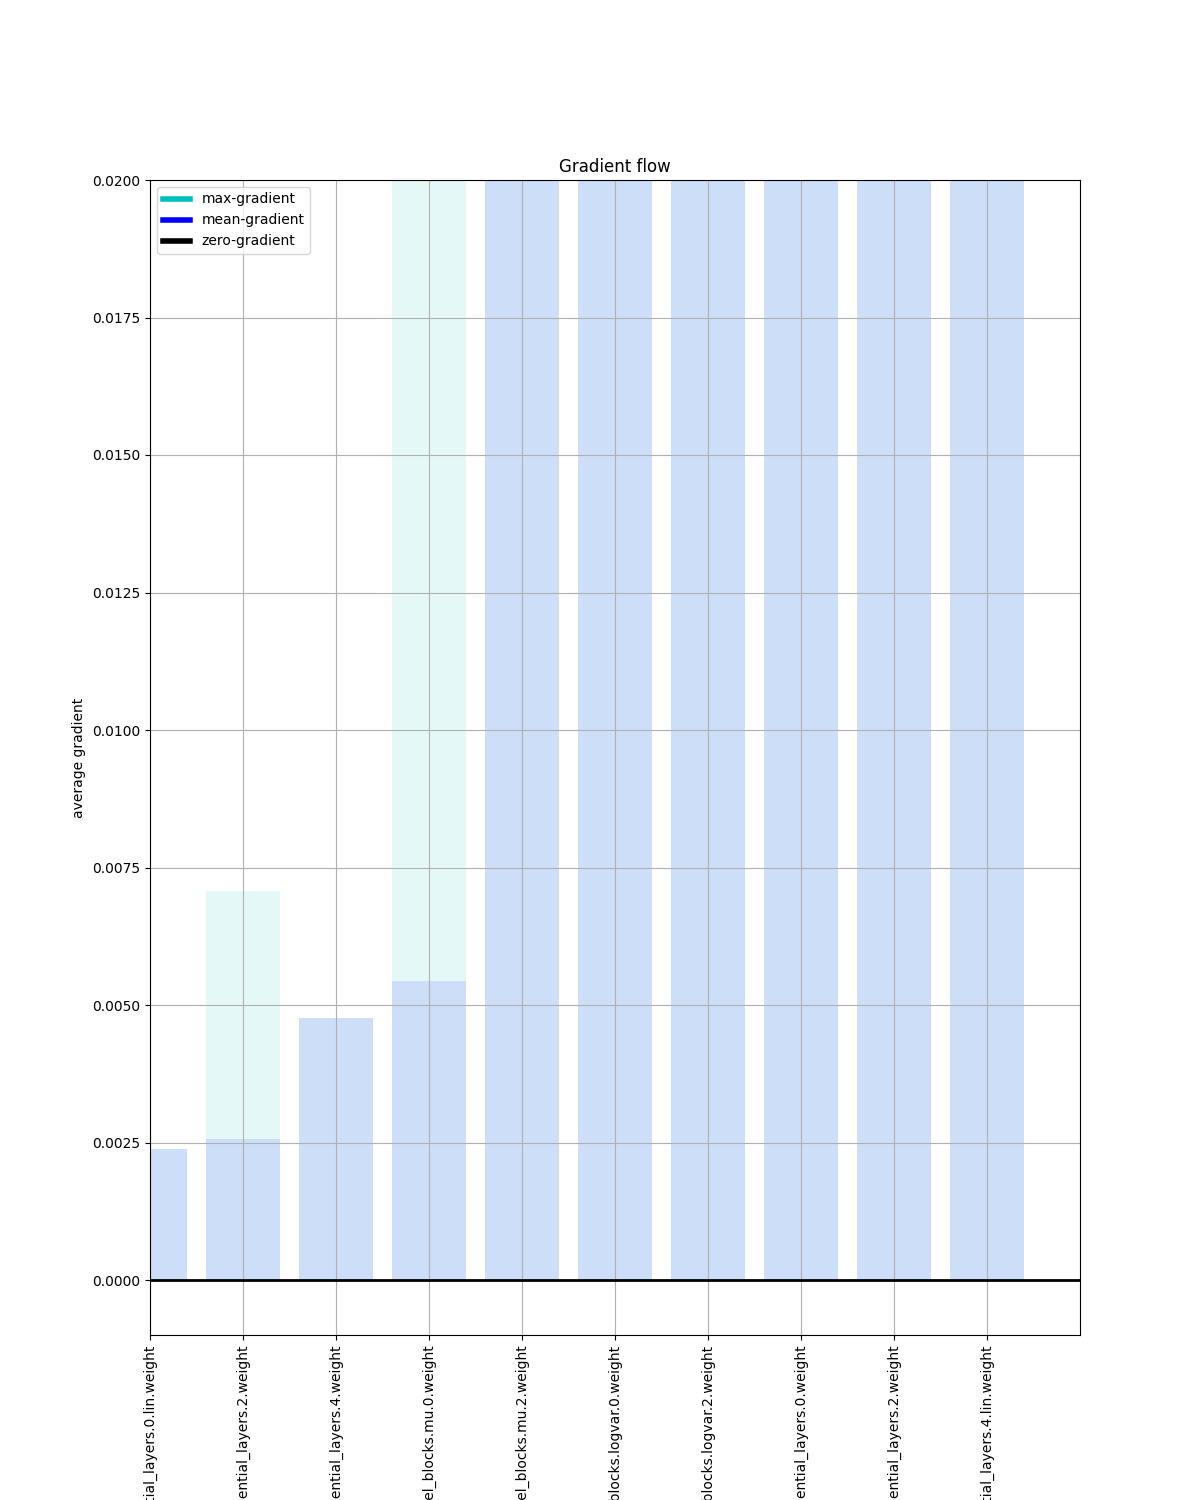 Gradient flow
max-gradient
mean-gradient
zero-gradient
0.0200
0.0175
0.0150
0.0125
0.0100
0.0075
0.0050
0.0025
0.0000
average gradient
tial_layers.0.lin.weight
ential_layers.2.weight
ential_layers.4.weight
el_blocks.mu.0.weight
el_blocks.mu.2.weight
blocks.logvar.0.weight
blocks.logvar.2.weight
ential_layers.0.weight
ential_layers.2.weight
tial_layers.4.lin.weight